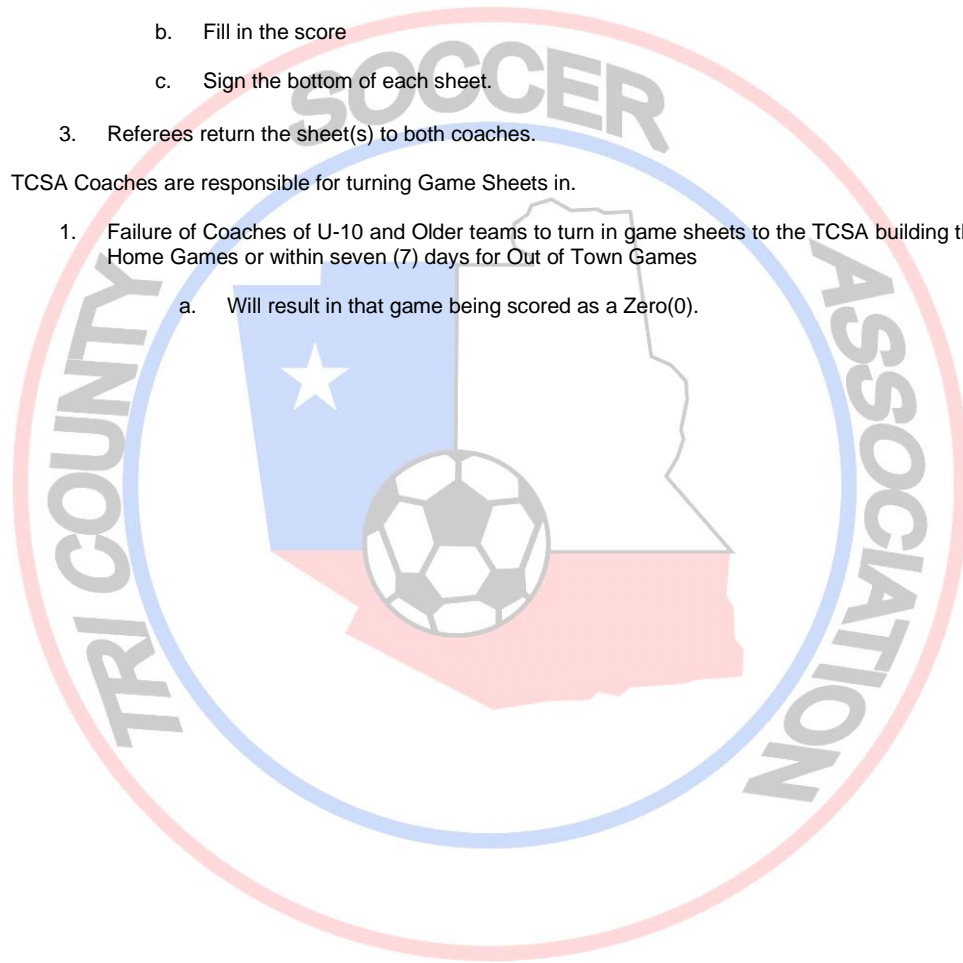 b. Fill in the score
c. Sign the bottom of each sheet.
3. Referees return the sheet(s) to both coaches.
TCSA Coaches are responsible for turning Game Sheets in.
1. Failure of Coaches of U-10 and Older teams to turn in game sheets to the TCSA building
Home Games or within seven (7) days for Out of Town Games
a. Will result in that game being scored as a Zero(0).
TRI COUNTY SOCCER ASSOCIATION